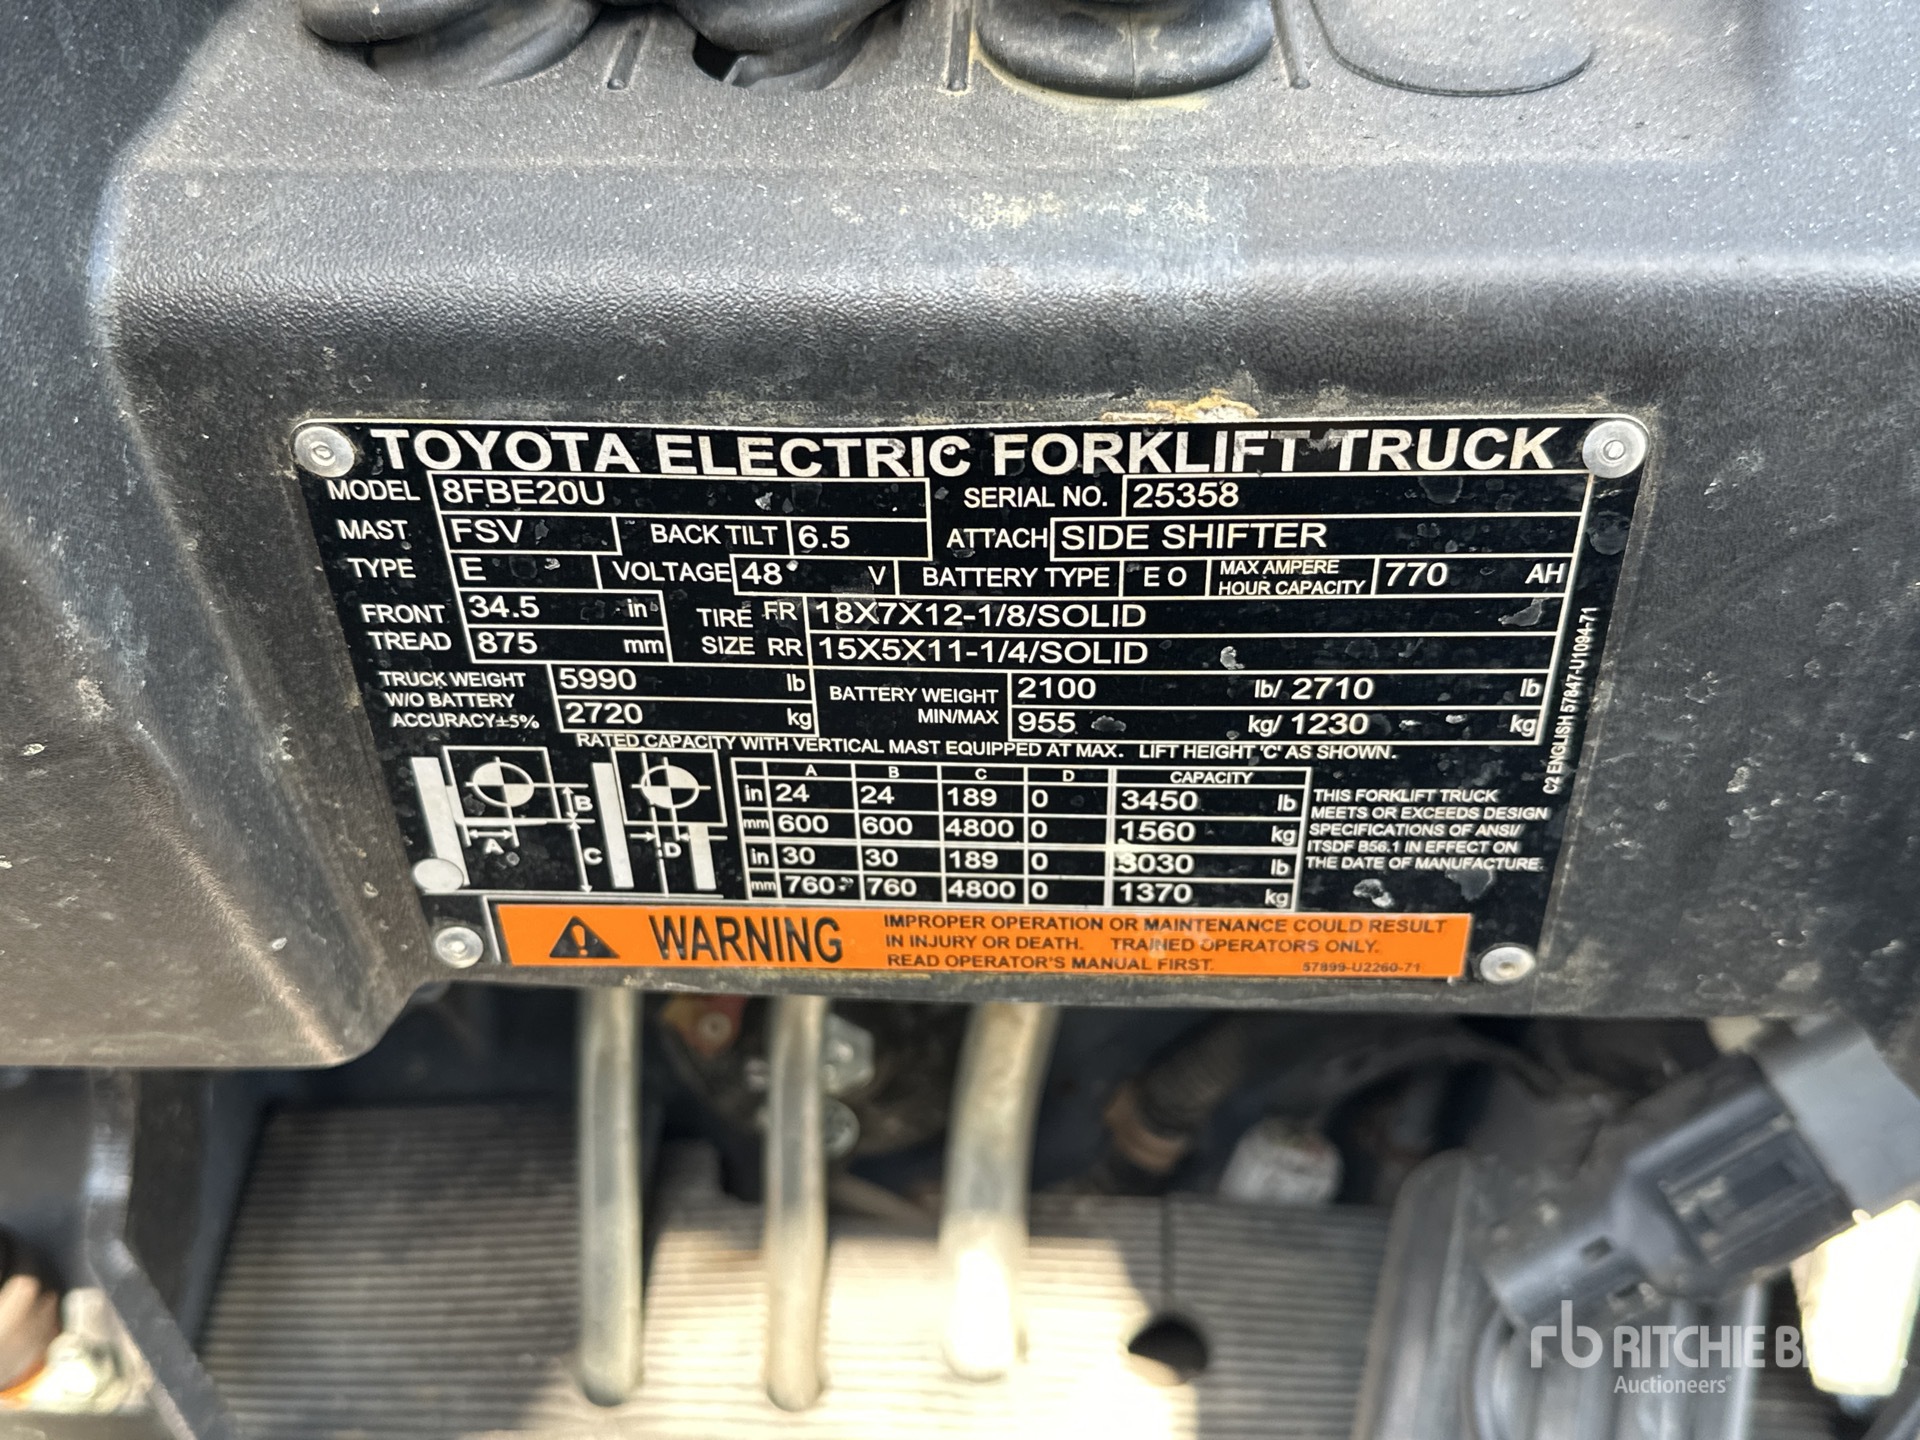 TOYOTA ELECTRIC FORKLIFT TRUCK
MODEL 8FBE20U SERIAL NO. 25358
MAST FSV BACK TILT 6.5 ATTACH SIDE SHIFTER
TYPE E VOLTAGE 48 V BATTERY TYPE E O MAX AMPERE HOUR CAPACITY 770 AH
FRONT TREAD 34.5 in TIRE SIZE FR 18X7X12-1/8/SOLID
875 mm RR 15X5X11-1/4/SOLID
TRUCK WEIGHT W/O BATTERY ACCURACY±5% 5990 lb BATTERY WEIGHT MIN/MAX 2100 lb/ 2710 lb
2720 kg 955 kg/ 1230 kg
RATED CAPACITY WITH VERTICAL MAST EQUIPPED AT MAX. LIFT HEIGHT 'C' AS SHOWN.
A B C D
A B C D CAPACITY
in 24 24 189 0 3450 lb
mm 600 600 4800 0 1560 kg
in 30 30 189 0 3030 lb
mm 760 760 4800 0 1370 kg
THIS FORKLIFT TRUCK
MEETS OR EXCEEDS DESIGN
SPECIFICATIONS OF ANSI/
ITSDF B56.1 IN EFFECT ON
THE DATE OF MANUFACTURE.
C2 ENGLISH 57847-U1094-71
WARNING
IMPROPER OPERATION OR MAINTENANCE COULD RESULT
IN INJURY OR DEATH. TRAINED OPERATORS ONLY.
READ OPERATOR'S MANUAL FIRST. 57899-U2260-71
rb RITCHIE B
Auctioneers